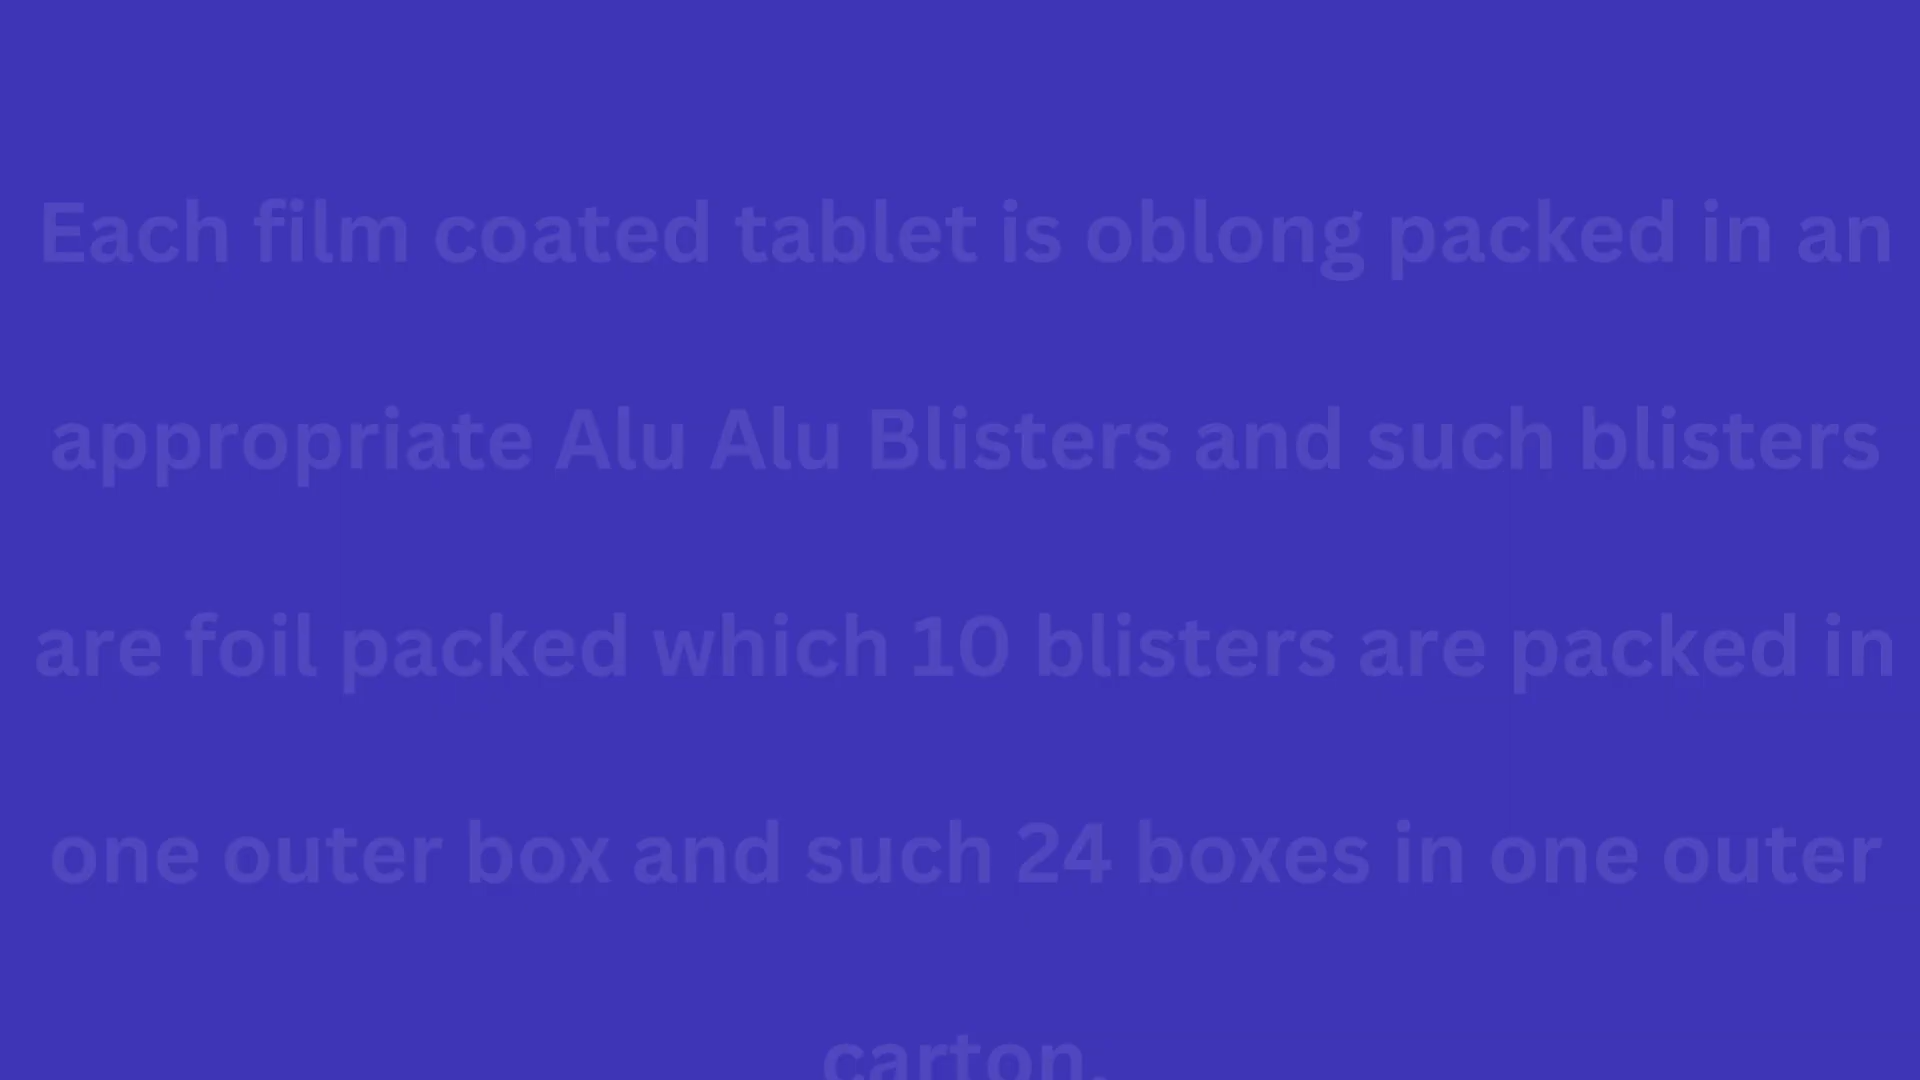 Each film coated tablet is oblong packed in an
appropriate Alu Alu Blisters and such blisters
are foil packed which 10 blisters are packed in
one outer box and such 24 boxes in one outer
carton.